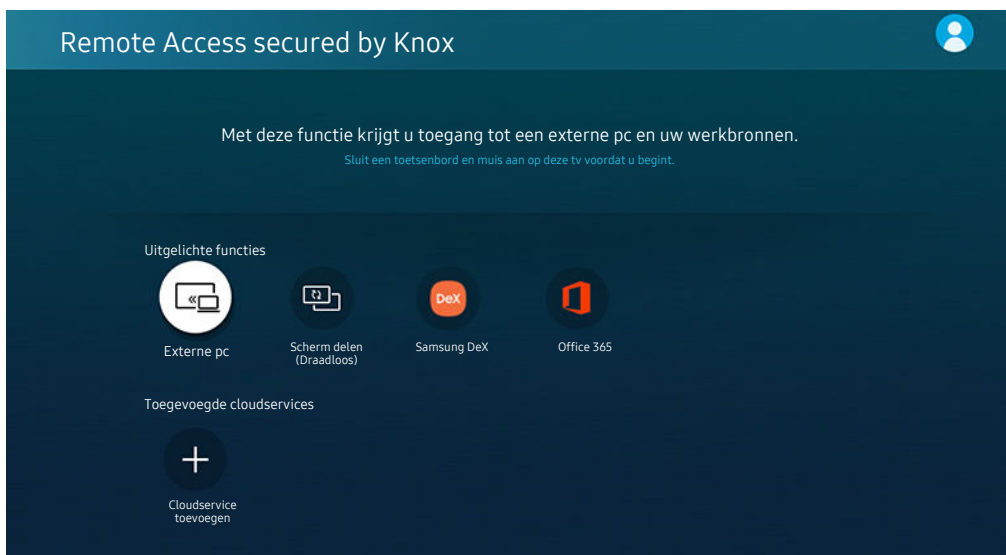 Remote Access secured by Knox
Met deze functie krijgt u toegang tot een externe pc en uw werkbronnen.
Sluit een toetsenbord en muis aan op deze tv voordat u begint.
Uitgelichte functies
DeX
Externe pc
Scherm delen
(Draadloos)
Samsung DeX
Office 365
Toegevoegde cloudservices
Cloudservice
toevoegen